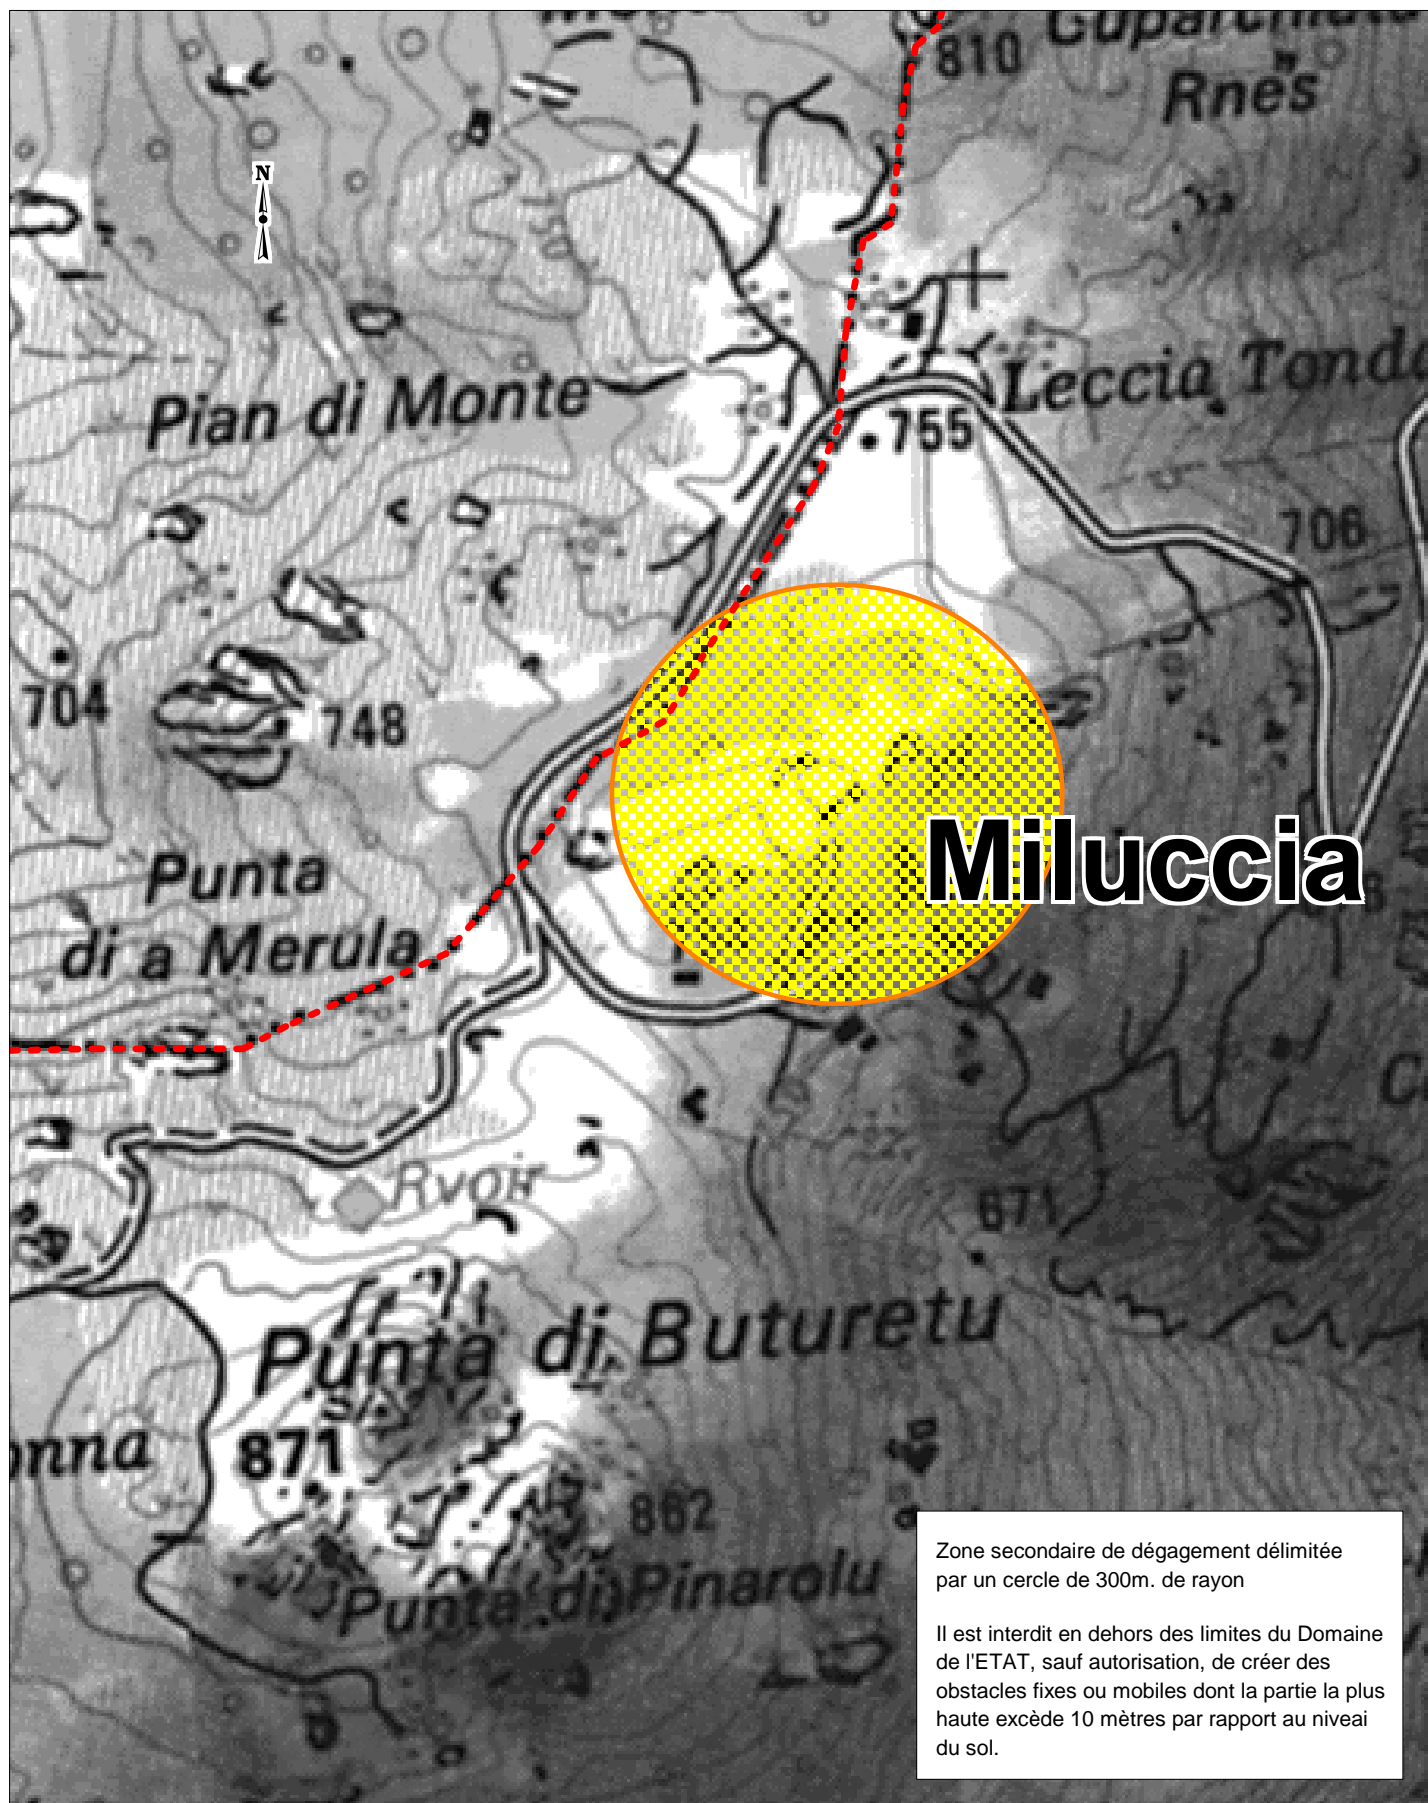 810
Rnes
N
150
Leccia Tonda
Pian di Monte
755
706
704
748
Miluccia
Punta
di a Merula
Rvoir
671
Punta di Buturetu
onna
871
862
Punta di Pinarolu
Zone secondaire de dégagement délimitée
par un cercle de 300m. de rayon
Il est interdit en dehors des limites du Domaine
de l'ETAT, sauf autorisation, de créer des
obstacles fixes ou mobiles dont la partie la plus
haute excède 10 mètres par rapport au niveai
du sol.